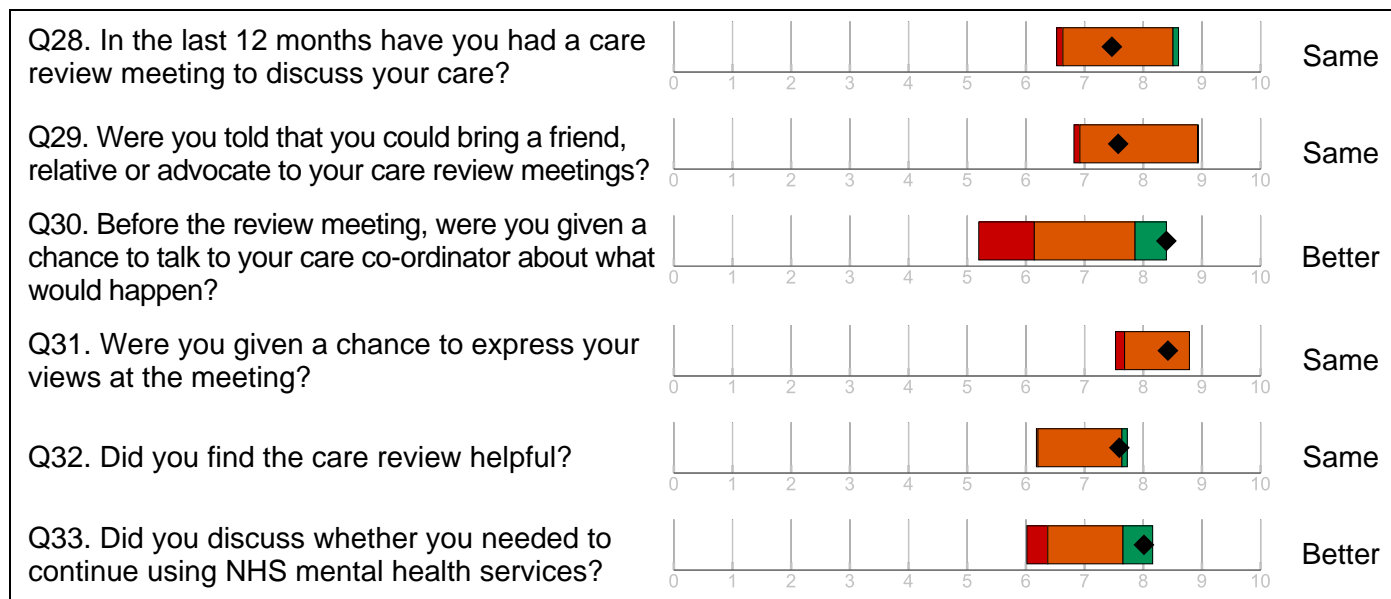 Q28. In the last 12 months have you had a care
review meeting to discuss your care?
Same
0 1 2 3 4 5 6 7 8 9 10
Q29. Were you told that you could bring a friend,
relative or advocate to your care review meetings?
Same
0 1 2 3 4 5 6 7 8 9 10
Q30. Before the review meeting, were you given a
chance to talk to your care co-ordinator about what
would happen?
Better
0 1 2 3 4 5 6 7 8 9 10
Q31. Were you given a chance to express your
views at the meeting?
Same
0 1 2 3 4 5 6 7 8 9 10
Q32. Did you find the care review helpful?
Same
0 1 2 3 4 5 6 7 8 9 10
Q33. Did you discuss whether you needed to
continue using NHS mental health services?
Better
0 1 2 3 4 5 6 7 8 9 10